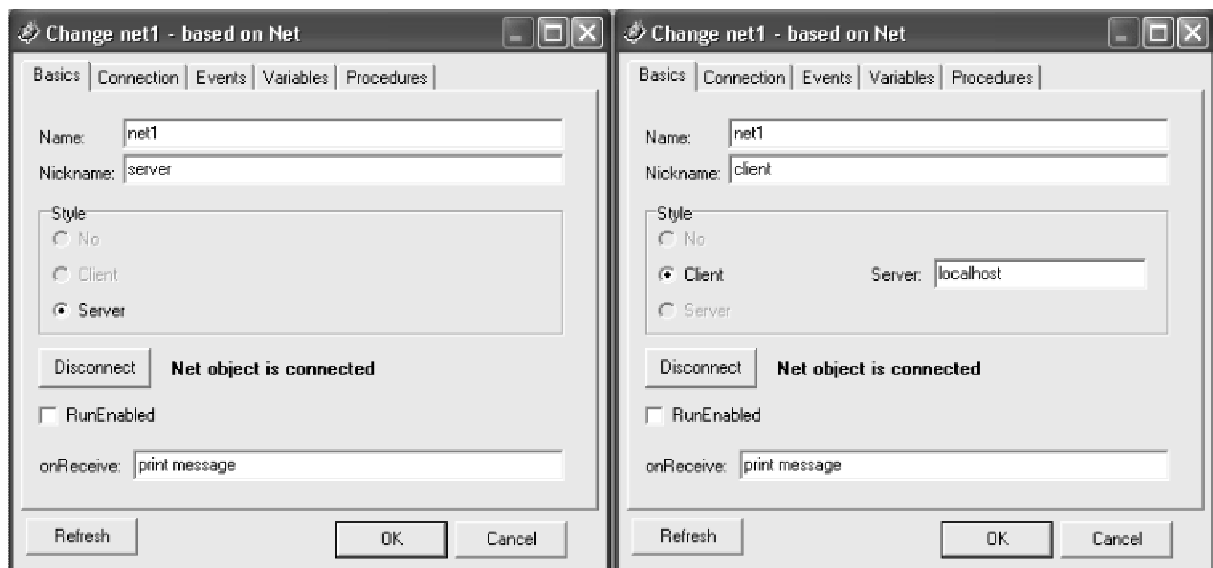 Change net1 - based on Net
Basics Connection Events Variables Procedures
Name: net1
Nickname: server
Style
No
Client
Server
Disconnect Net object is connected
RunEnabled
onReceive: print message
Refresh OK Cancel
Change net1 - based on Net
Basics Connection Events Variables Procedures
Name: net1
Nickname: client
Style
No
Client Server: localhost
Server
Disconnect Net object is connected
RunEnabled
onReceive: print message
Refresh OK Cancel